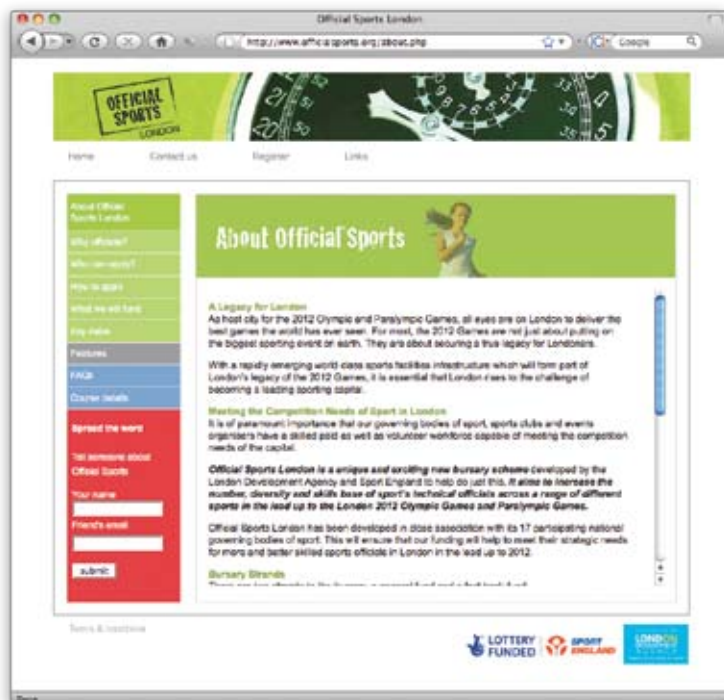 Official Sports London
http://www.officialsports.org/about.php
Google
OFFICIAL
SPORTS
LONDON
Home Contact us Register Links
About Official
Sports London
Why officiate?
Who can apply?
How to apply
What we will fund
Key dates
Features
FAQs
Course details
Spread the word
Tell someone about
Official Sports
Your name
Friend's email
submit
About Official Sports
A Legacy for London
As host city for the 2012 Olympic and Paralympic Games, all eyes are on London to deliver the
best games the world has ever seen. For most, the 2012 Games are not just about putting on
the biggest sporting event on earth. They are about securing a true legacy for Londoners.
With a rapidly emerging world class sports facilities infrastructure which will form part of
London's legacy of the 2012 Games, it is essential that London rises to the challenge of
becoming a leading sporting capital.
Meeting the Competition Needs of Sport in London
It is of paramount importance that our governing bodies of sport, sports clubs and events
organisers have a skilled paid as well as volunteer workforce capable of meeting the competition
needs of the capital.
Official Sports London is a unique and exciting new bursary scheme developed by the
London Development Agency and Sport England to help do just this. It aims to increase the
number, diversity and skills base of sport's technical officials across a range of different
sports in the lead up to the London 2012 Olympic Games and Paralympic Games.
Official Sports London has been developed in close association with its 17 participating national
governing bodies of sport. This will ensure that our funding will help to meet their strategic needs
for more and better skilled sports officials in London in the lead up to 2012.
Bursary Strands
Terms & conditions
LOTTERY
FUNDED
SPORT
ENGLAND
LONDON
DEVELOPMENT
AGENCY
Done